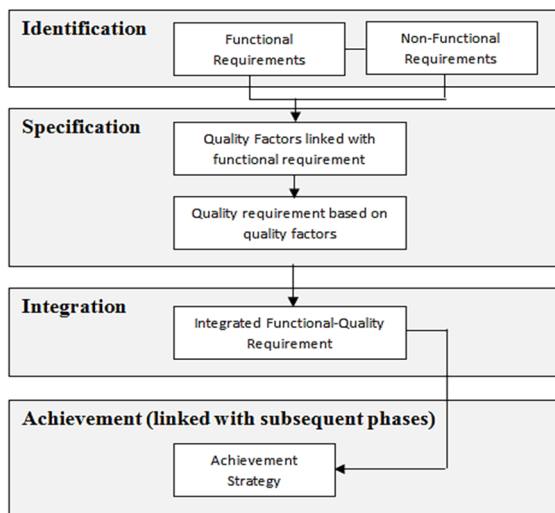 Identification
Functional
Requirements
Non-Functional
Requirements
Specification
Quality Factors linked with
functional requirement
Quality requirement based on
quality factors
Integration
Integrated Functional-Quality
Requirement
Achievement (linked with subsequent phases)
Achievement
Strategy